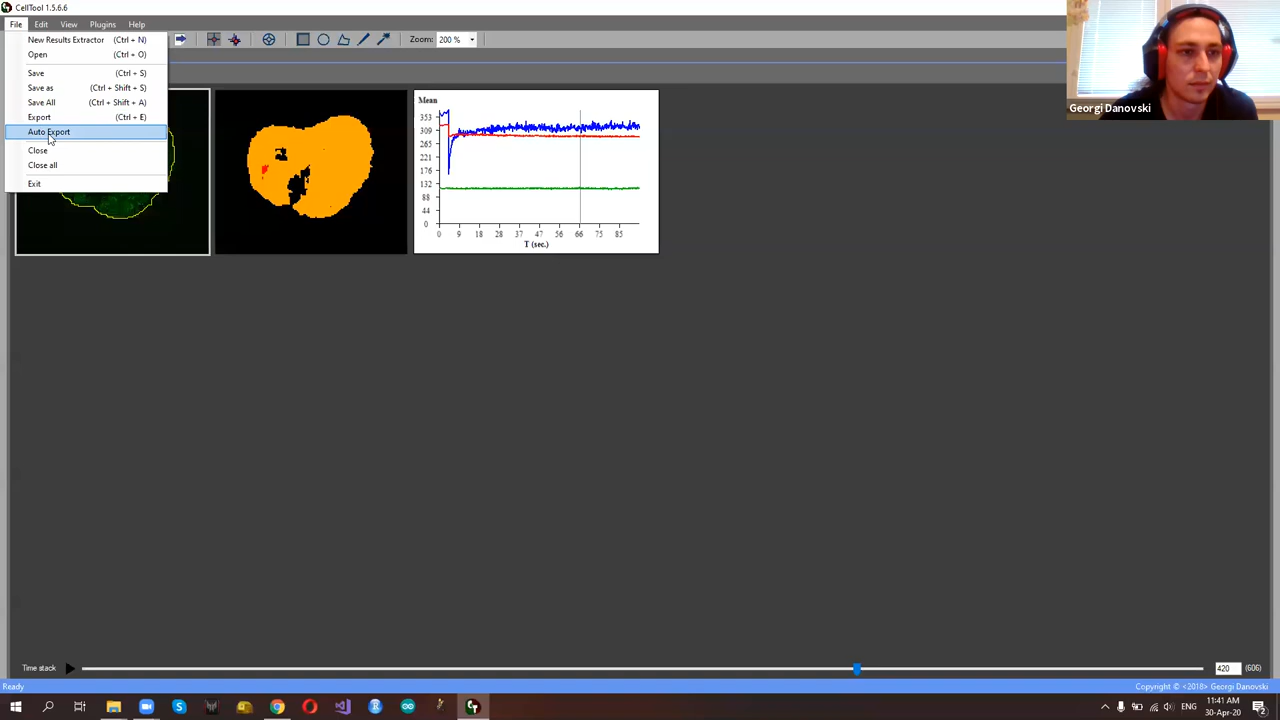 CellTool 1.5.6.6
File Edit View Plugins Help
New Results Extractor (Ctrl + N)
Open (Ctrl + O)
Save (Ctrl + S)
Save as (Ctrl + Shift + S)
Save All (Ctrl + Shift + A)
Export (Ctrl + E)
Auto Export
Close
Close all
Exit
200 %
Georgi Danovski
Mean
353
309
265
221
176
132
88
44
0
0 9 18 28 37 47 56 66 75 85
T (sec.)
Time stack
420 (606)
Ready
Copyright © <2018> Georgi Danovski
11:41 AM
30-Apr-20
2